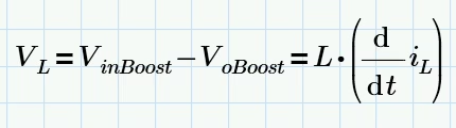 V_L = V_inBoost − V_oBoost = L · (d/dt i_L)